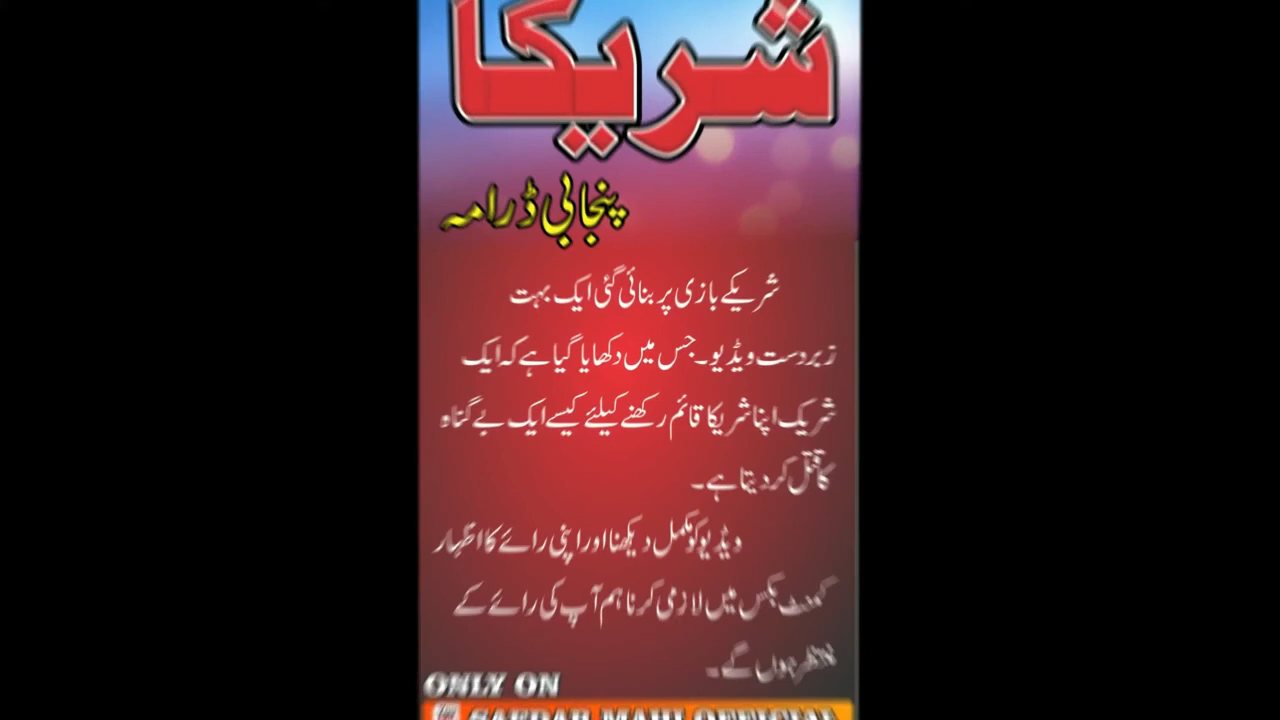 شریکا
پنجابی ڈرامہ
شریکے بازی پر بنائی گئی ایک بہت
زبردست ویڈیو۔ جس میں دکھایا گیا ہے کہ ایک
شریک اپنا شریکا قائم رکھنے کیلئے کیسے ایک بے گناہ
کا قتل کر دیتا ہے۔
ویڈیو کو مکمل دیکھنا اور اپنی رائے کا اظہار
کمنٹ بکس میں لازمی کرنا ہم آپ کی رائے کے
ہوں گے۔
ONLY ON
SAFDAR MAHI OFFICIAL